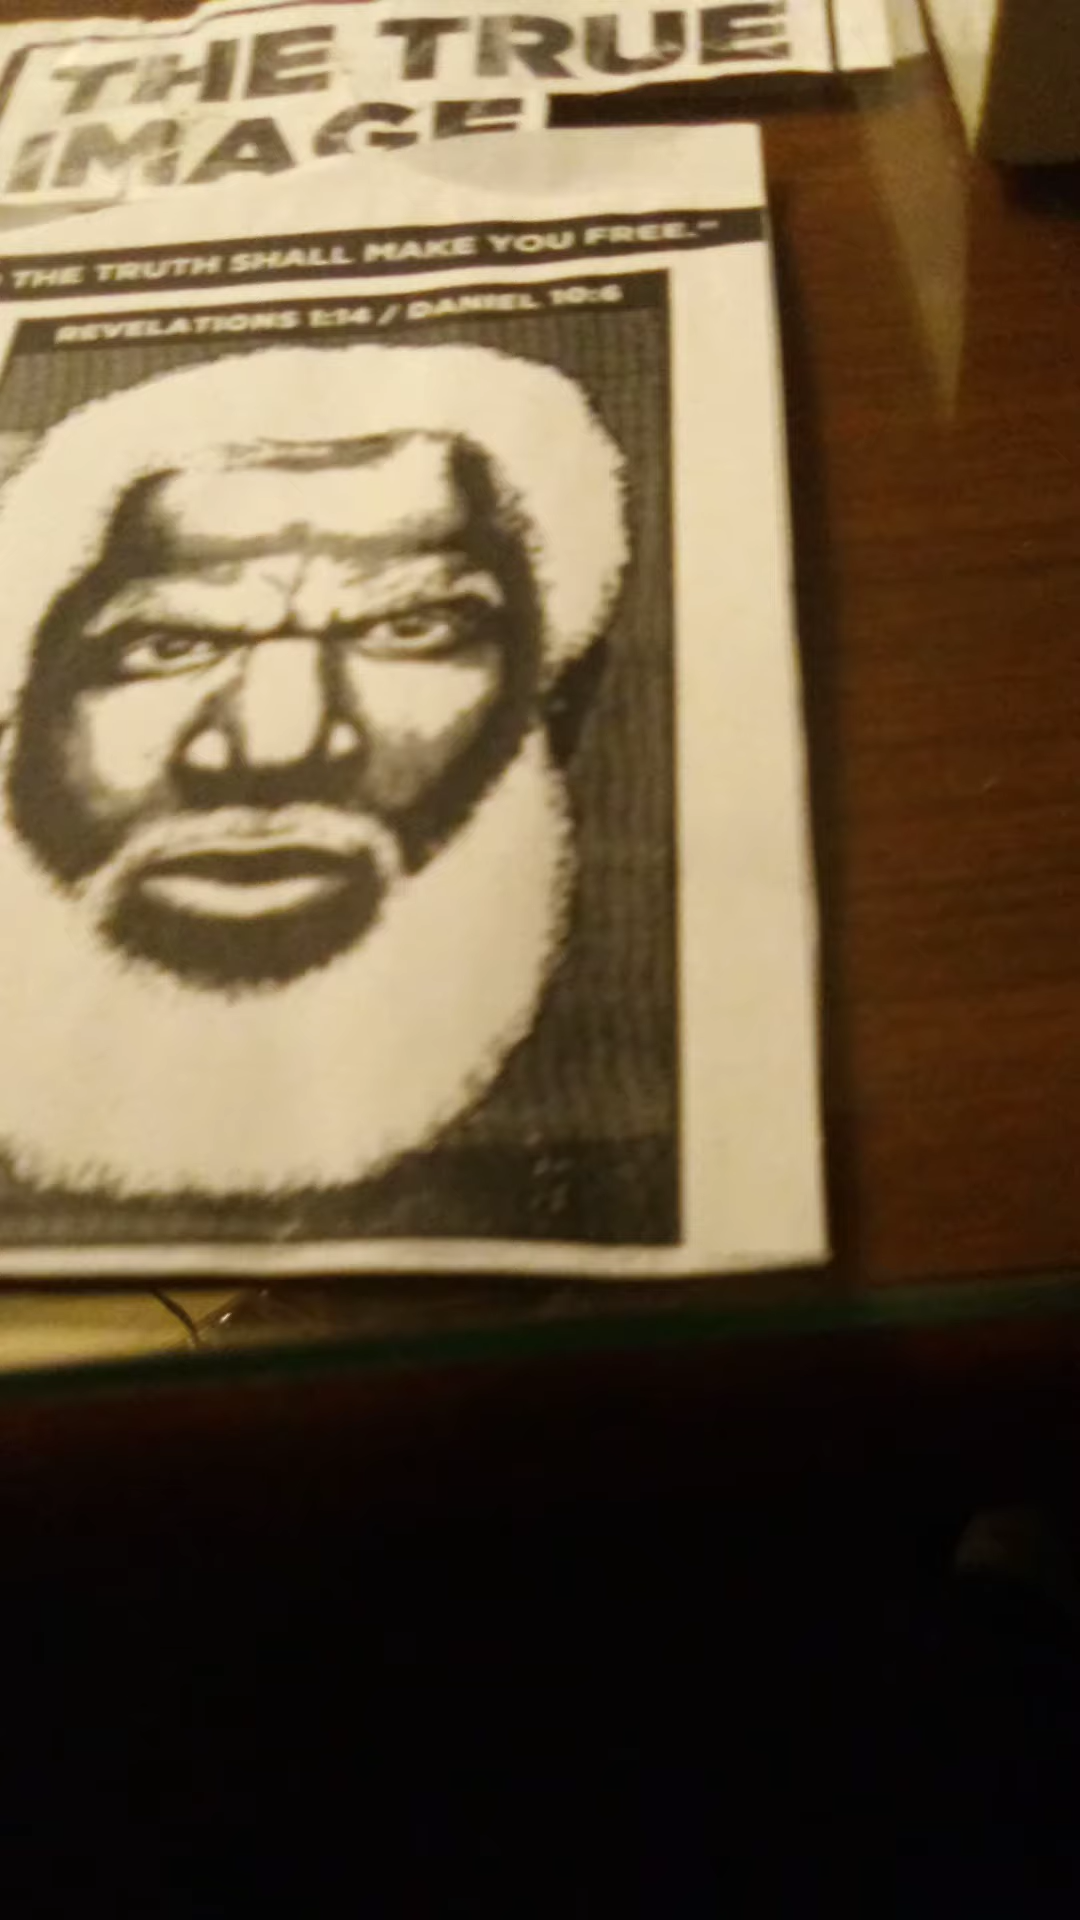 THE TRUE
IMAGE
THE TRUTH SHALL MAKE YOU FREE."
REVELATIONS 1:14 / DANIEL 10:6